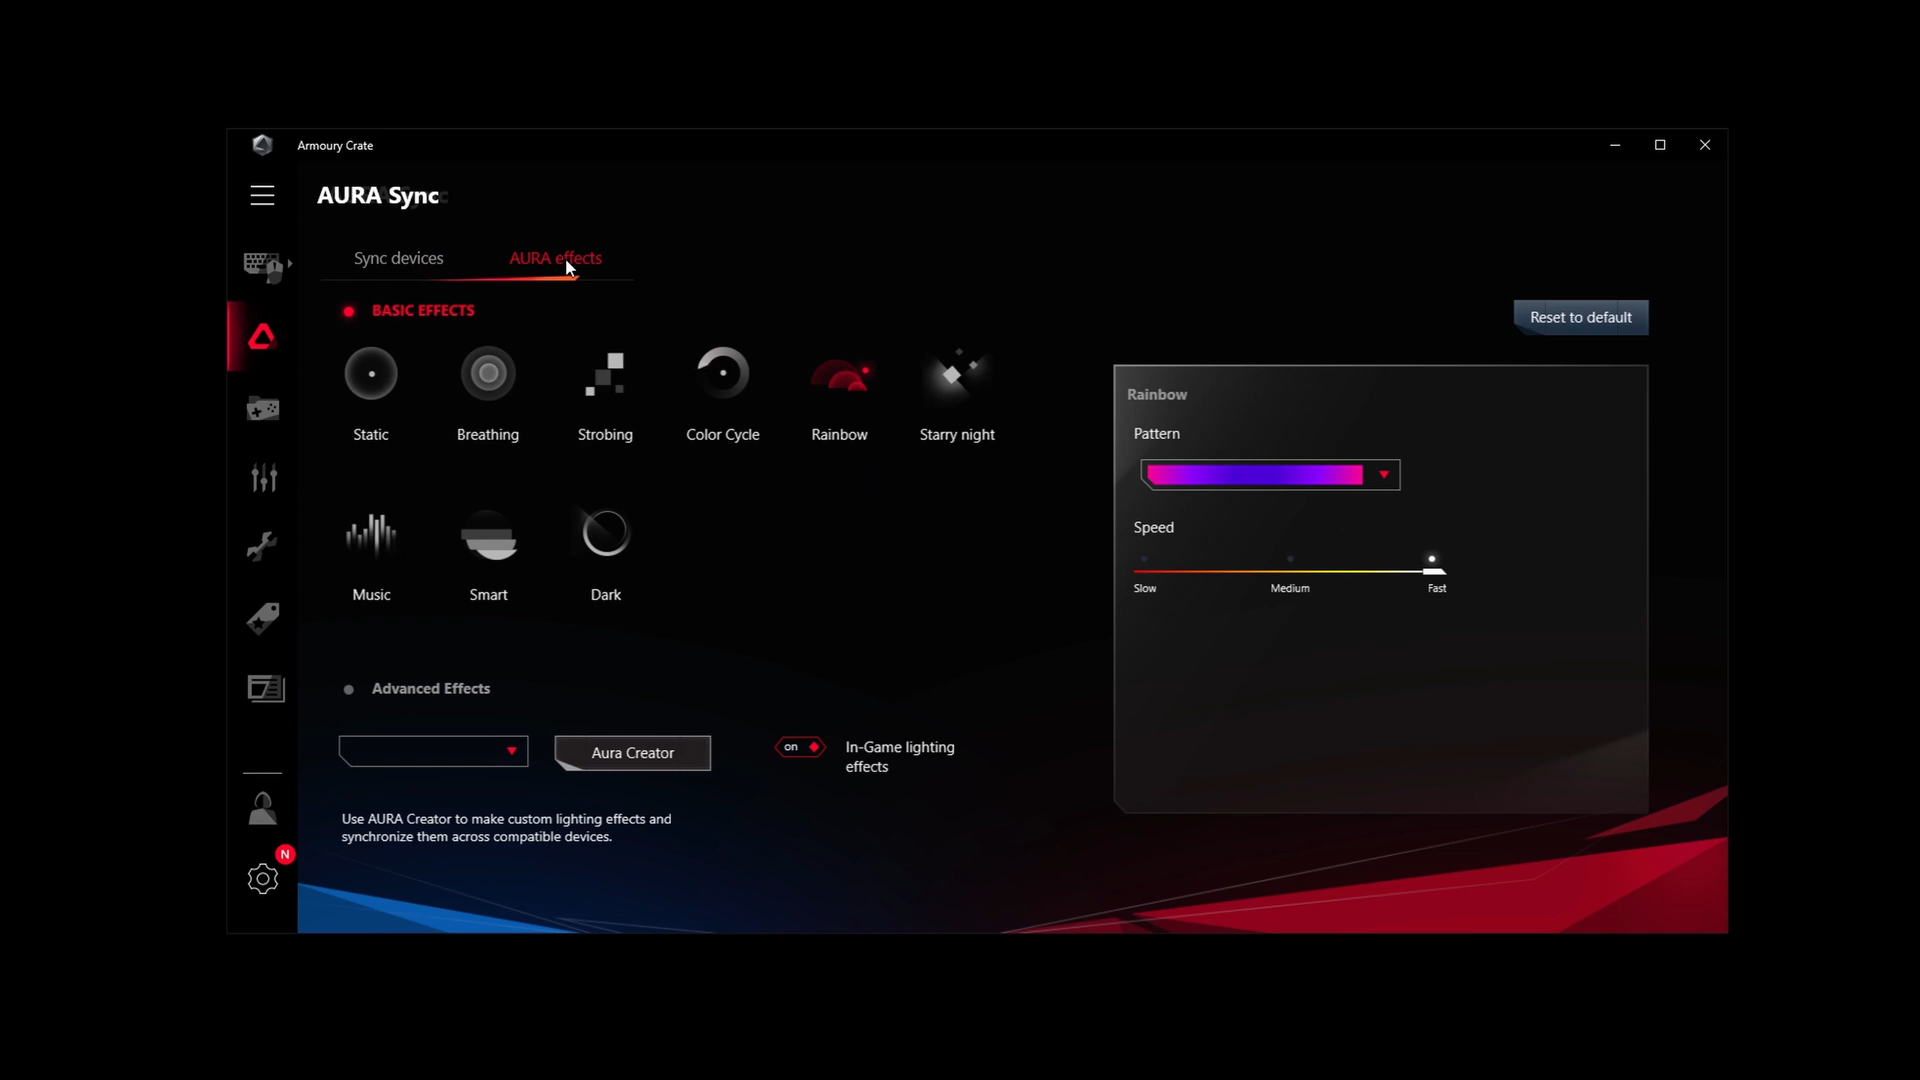 Armoury Crate
AURA Sync
Sync devices
AURA effects
BASIC EFFECTS
Reset to default
Static
Breathing
Strobing
Color Cycle
Rainbow
Starry night
Music
Smart
Dark
Rainbow
Pattern
Speed
Slow
Medium
Fast
Advanced Effects
Aura Creator
on
In-Game lighting
effects
Use AURA Creator to make custom lighting effects and
synchronize them across compatible devices.
N